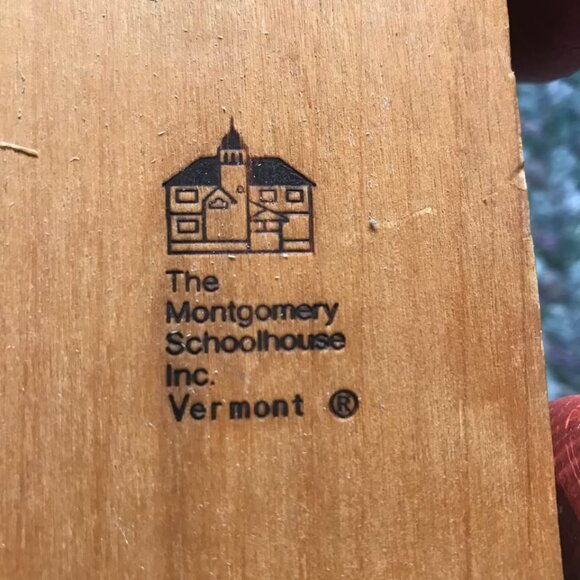 The
Montgomery
Schoolhouse
Inc.
Vermont ®